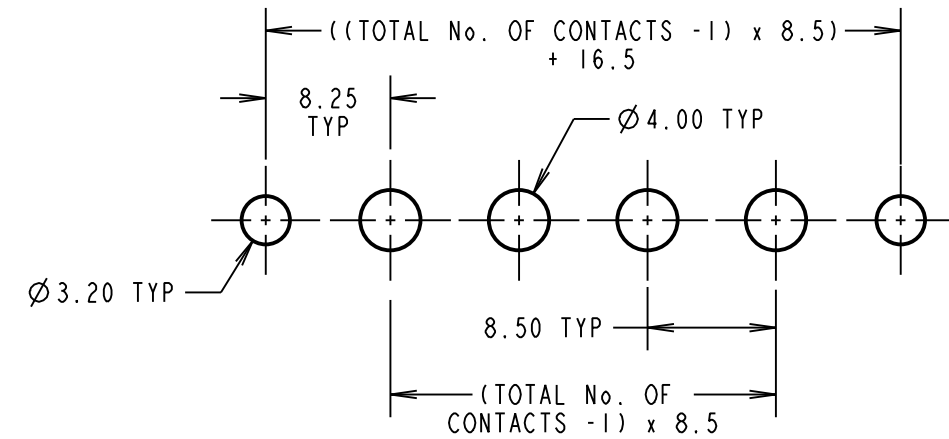 ((TOTAL No. OF CONTACTS -1) x 8.5)
+ 16.5
8.25
TYP
Ø4.00 TYP
Ø3.20 TYP
8.50 TYP
(TOTAL No. OF
CONTACTS -1) x 8.5